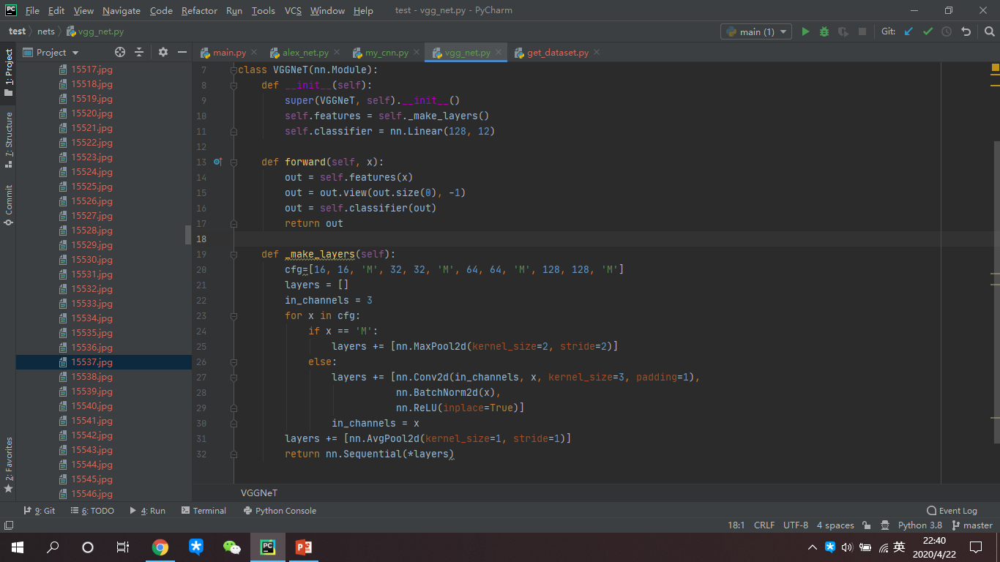 PC File Edit View Navigate Code Refactor Run Tools VCS Window Help test - vgg_net.py - PyCharm
test nets vgg_net.py main (1) Git:
1: Project
7: Structure
Commit
2: Favorites
Project
15517.jpg
15518.jpg
15519.jpg
15520.jpg
15521.jpg
15522.jpg
15523.jpg
15524.jpg
15525.jpg
15526.jpg
15527.jpg
15528.jpg
15529.jpg
15530.jpg
15531.jpg
15532.jpg
15533.jpg
15534.jpg
15535.jpg
15536.jpg
15537.jpg
15538.jpg
15539.jpg
15540.jpg
15541.jpg
15542.jpg
15543.jpg
15544.jpg
15545.jpg
15546.jpg
main.py alex_net.py my_cnn.py vgg_net.py get_dataset.py
7 class VGGNeT(nn.Module):
8 def __init__(self):
9 super(VGGNeT, self).__init__()
10 self.features = self._make_layers()
11 self.classifier = nn.Linear(128, 12)
12
13 def forward(self, x):
14 out = self.features(x)
15 out = out.view(out.size(0), -1)
16 out = self.classifier(out)
17 return out
18
19 def _make_layers(self):
20 cfg=[16, 16, 'M', 32, 32, 'M', 64, 64, 'M', 128, 128, 'M']
21 layers = []
22 in_channels = 3
23 for x in cfg:
24 if x == 'M':
25 layers += [nn.MaxPool2d(kernel_size=2, stride=2)]
26 else:
27 layers += [nn.Conv2d(in_channels, x, kernel_size=3, padding=1),
28 nn.BatchNorm2d(x),
29 nn.ReLU(inplace=True)]
30 in_channels = x
31 layers += [nn.AvgPool2d(kernel_size=1, stride=1)]
32 return nn.Sequential(*layers)
VGGNeT
9: Git 6: TODO 4: Run Terminal Python Console Event Log
18:1 CRLF UTF-8 4 spaces Python 3.8 master
PC P 英 22:40
2020/4/22